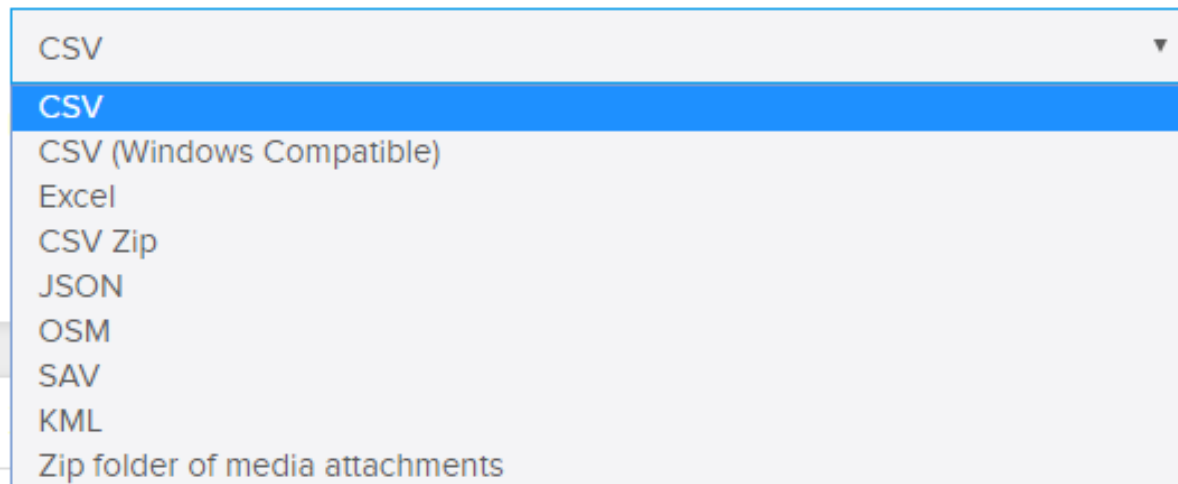 CSV
CSV
CSV (Windows Compatible)
Excel
CSV Zip
JSON
OSM
SAV
KML
Zip folder of media attachments